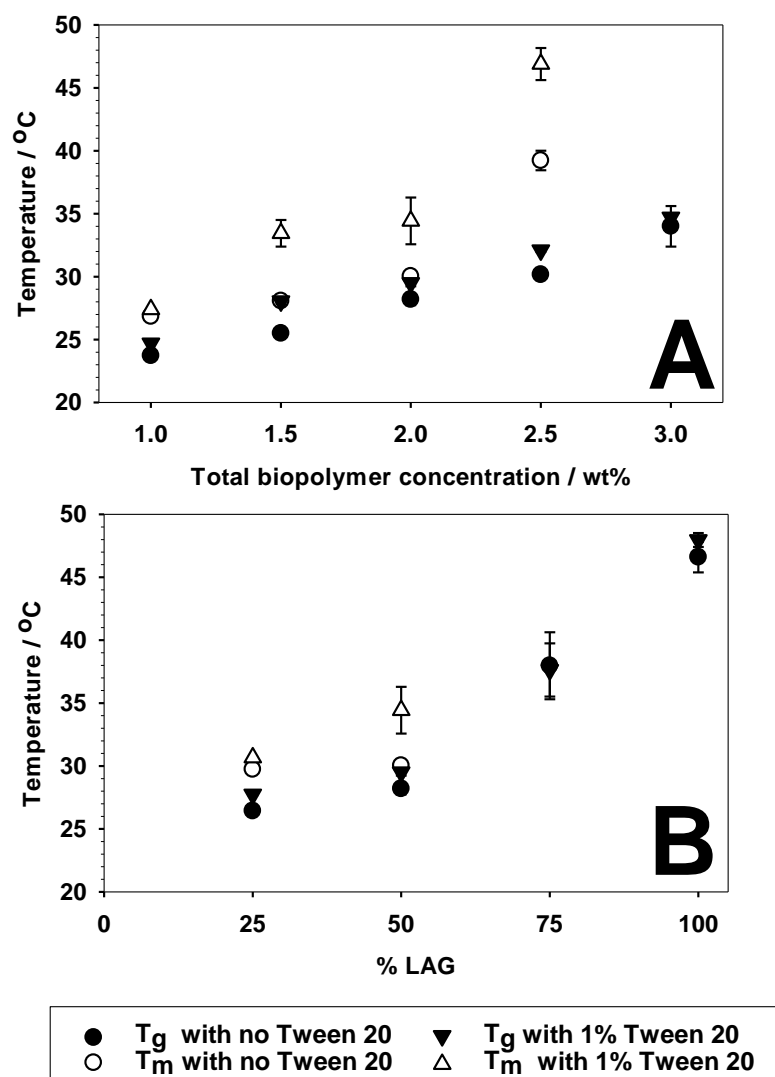 50
45
40
35
30
25
20
Temperature / °C
A
1.0 1.5 2.0 2.5 3.0
Total biopolymer concentration / wt%
50
45
40
35
30
25
20
Temperature / °C
B
0 25 50 75 100
% LAG
Tg with no Tween 20 Tg with 1% Tween 20
Tm with no Tween 20 Tm with 1% Tween 20